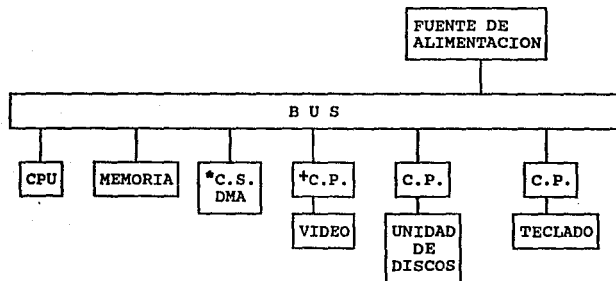 FUENTE DE
ALIMENTACION
B U S
CPU
MEMORIA
*C.S.
DMA
+C.P.
C.P.
C.P.
VIDEO
UNIDAD
DE
DISCOS
TECLADO